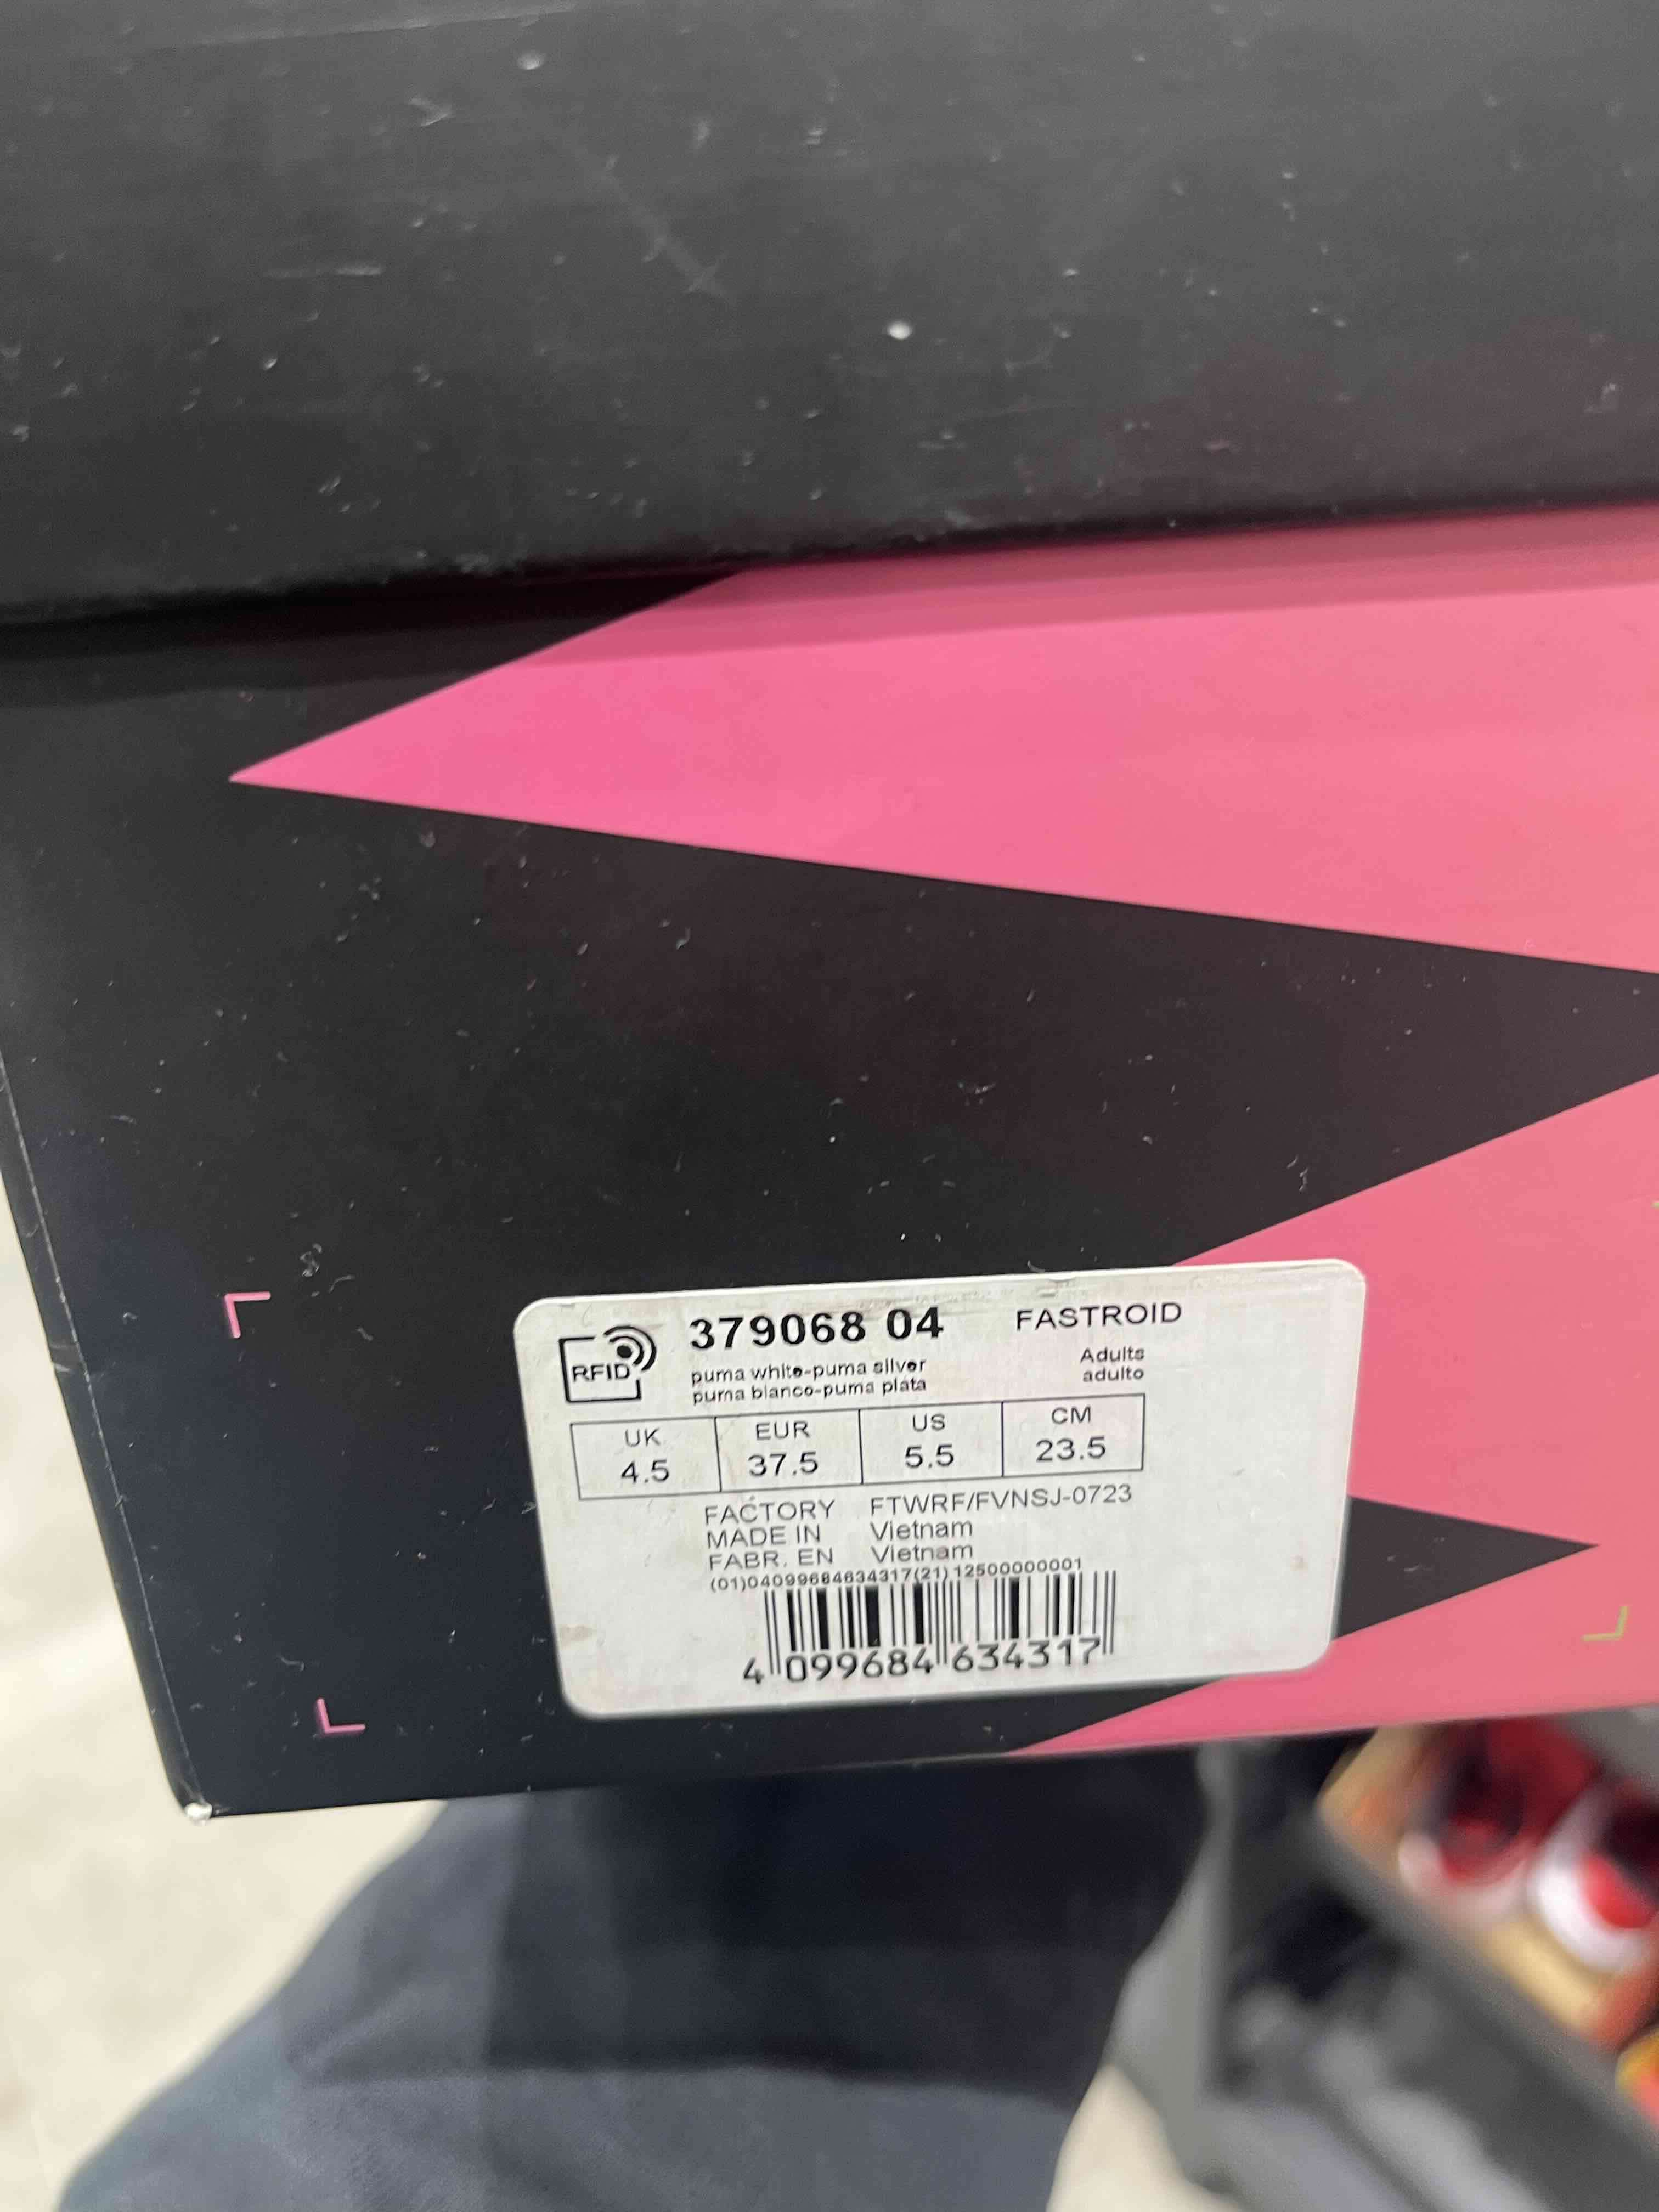 RFID
379068 04 FASTROID
puma white-puma silver Adults
puma blanco-puma plata adulto
UK EUR US CM
4.5 37.5 5.5 23.5
FACTORY FTWRF/FVNSJ-0723
MADE IN Vietnam
FABR. EN Vietnam
(01)04099684634317(21)12500000001
4 099684 634317